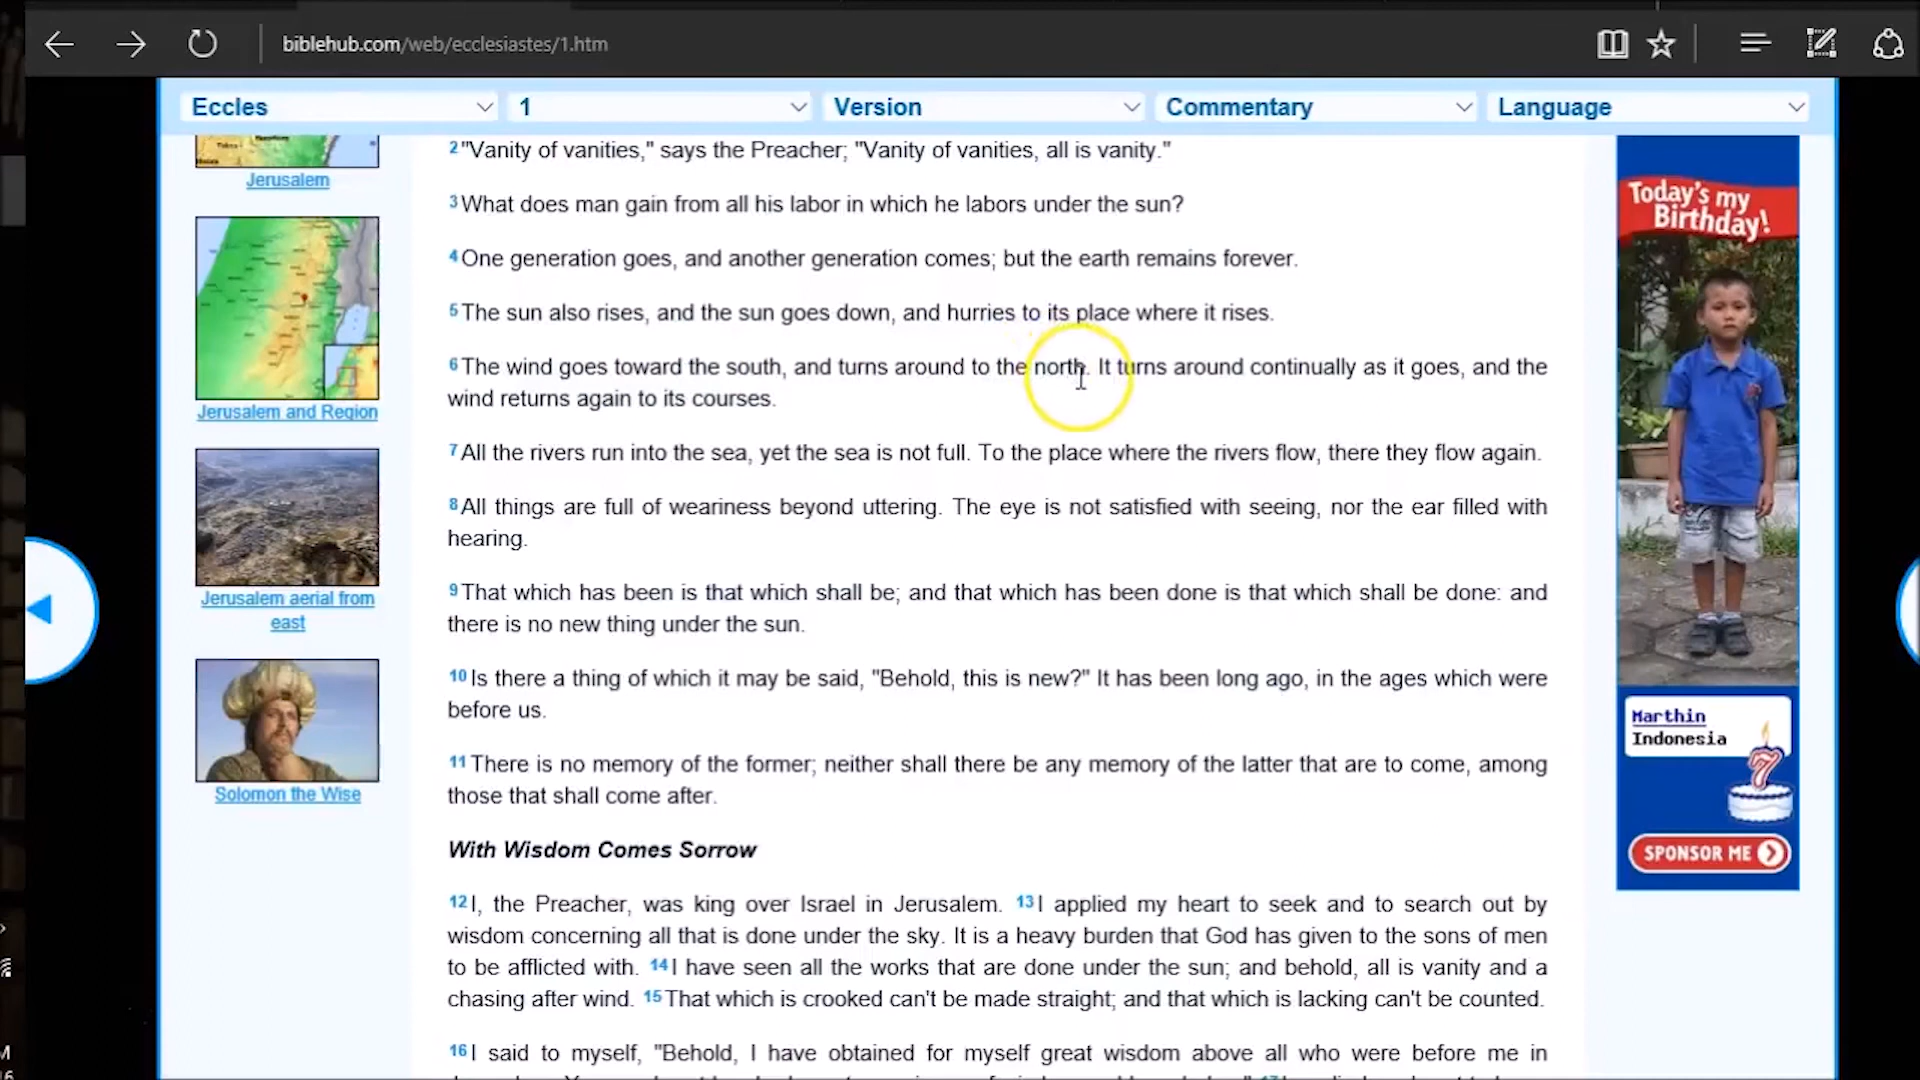 biblehub.com/web/ecclesiastes/1.htm
Eccles 1 Version Commentary Language
Jerusalem
Jerusalem and Region
Jerusalem aerial from
east
Solomon the Wise
2"Vanity of vanities," says the Preacher; "Vanity of vanities, all is vanity."
3What does man gain from all his labor in which he labors under the sun?
4One generation goes, and another generation comes; but the earth remains forever.
5The sun also rises, and the sun goes down, and hurries to its place where it rises.
6The wind goes toward the south, and turns around to the north. It turns around continually as it goes, and the
wind returns again to its courses.
7All the rivers run into the sea, yet the sea is not full. To the place where the rivers flow, there they flow again.
8All things are full of weariness beyond uttering. The eye is not satisfied with seeing, nor the ear filled with
hearing.
9That which has been is that which shall be; and that which has been done is that which shall be done: and
there is no new thing under the sun.
10Is there a thing of which it may be said, "Behold, this is new?" It has been long ago, in the ages which were
before us.
11There is no memory of the former; neither shall there be any memory of the latter that are to come, among
those that shall come after.
With Wisdom Comes Sorrow
12I, the Preacher, was king over Israel in Jerusalem. 13I applied my heart to seek and to search out by
wisdom concerning all that is done under the sky. It is a heavy burden that God has given to the sons of men
to be afflicted with. 14I have seen all the works that are done under the sun; and behold, all is vanity and a
chasing after wind. 15That which is crooked can't be made straight; and that which is lacking can't be counted.
16I said to myself, "Behold, I have obtained for myself great wisdom above all who were before me in
Today's my
Birthday!
Marthin
Indonesia
7
SPONSOR ME